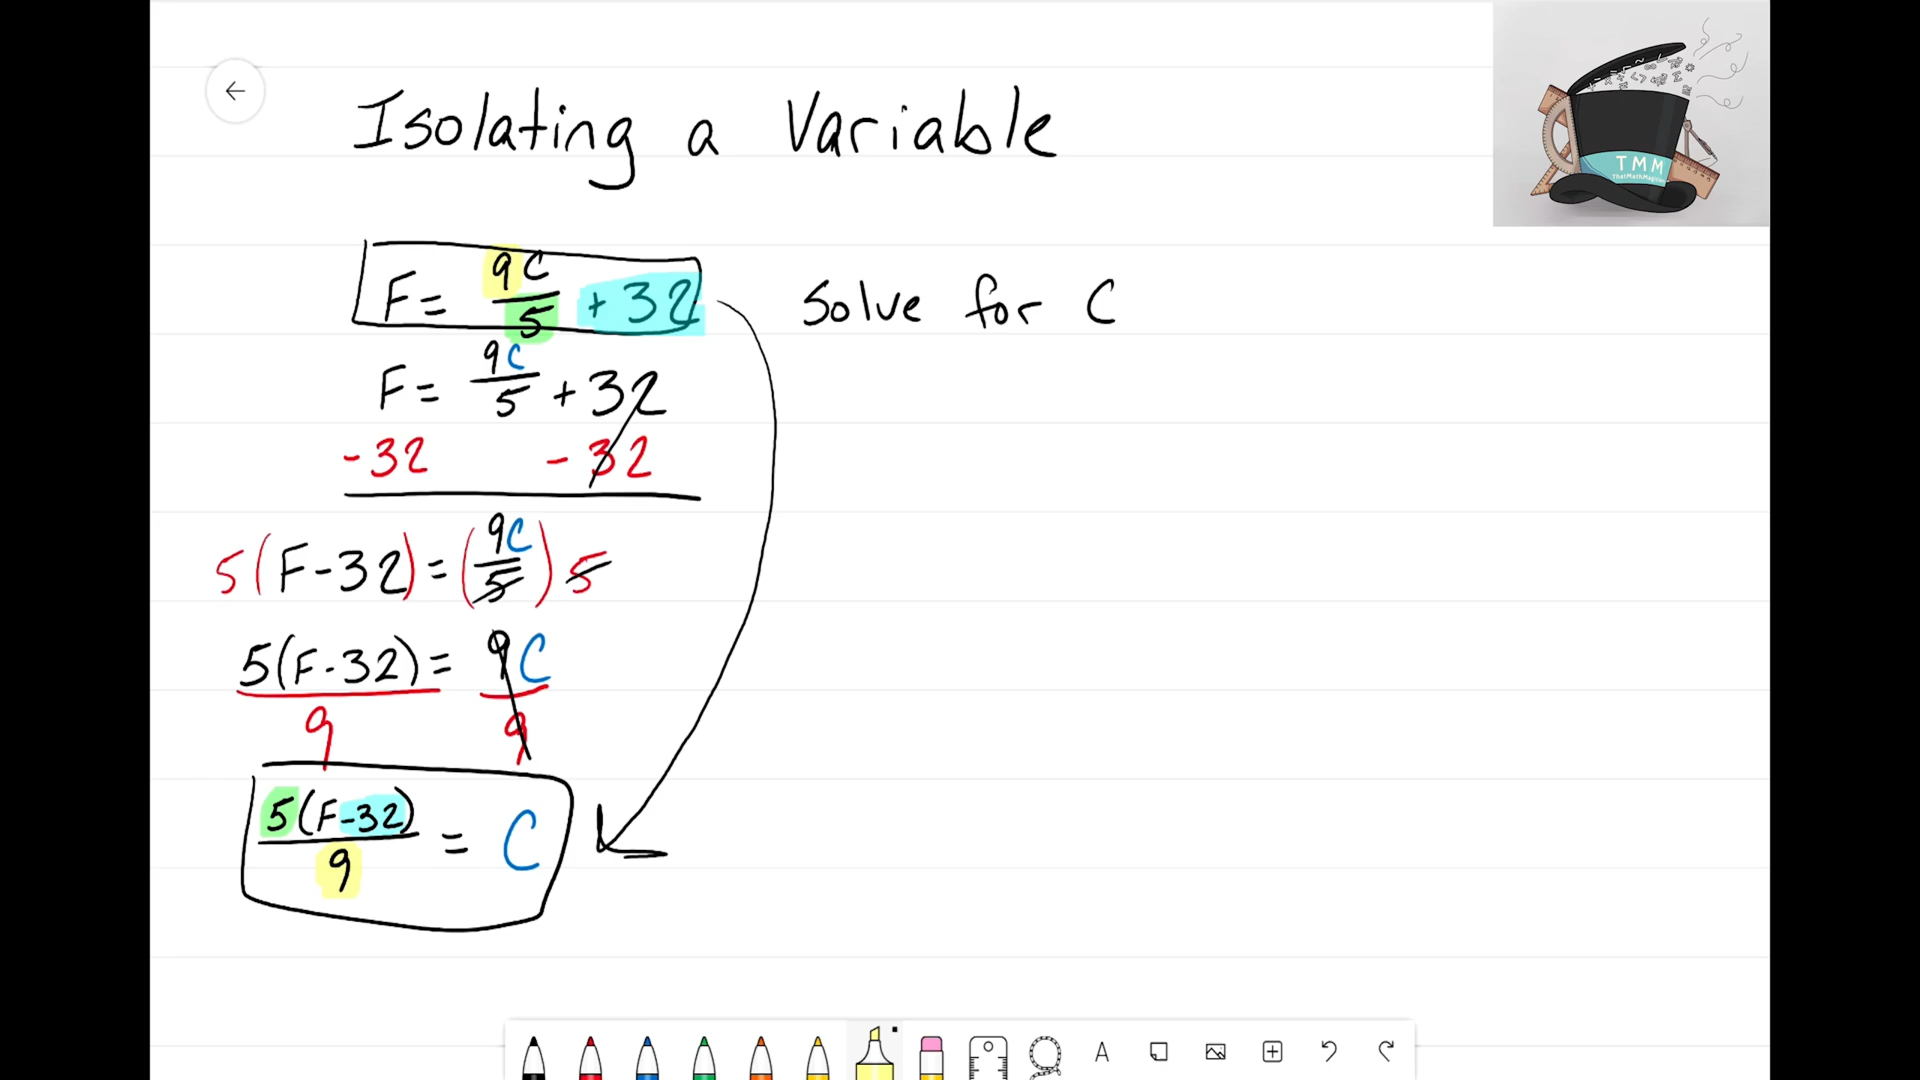 Isolating a Variable
TMM
ThatMathMagician
F = 9C/5 + 32
Solve for C
F = 9C/5 + 32
-32 -32
5(F-32) = (9C/5)5
5(F-32) = 9C
9 9
5(F-32)/9 = C
A